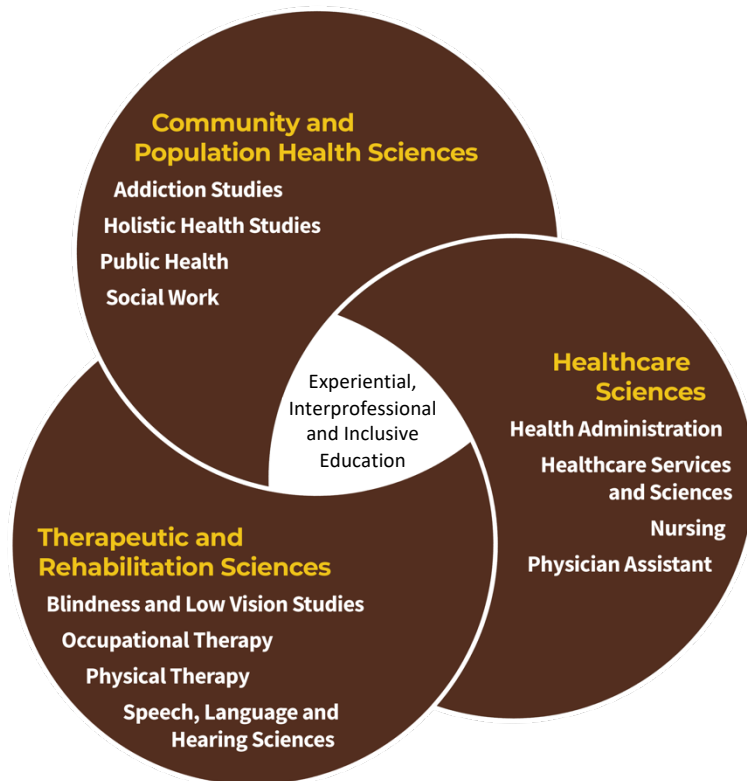 Community and
Population Health Sciences
Addiction Studies
Holistic Health Studies
Public Health
Social Work
Experiential,
Interprofessional
and Inclusive
Education
Healthcare
Sciences
Health Administration
Healthcare Services
and Sciences
Nursing
Physician Assistant
Therapeutic and
Rehabilitation Sciences
Blindness and Low Vision Studies
Occupational Therapy
Physical Therapy
Speech, Language and
Hearing Sciences